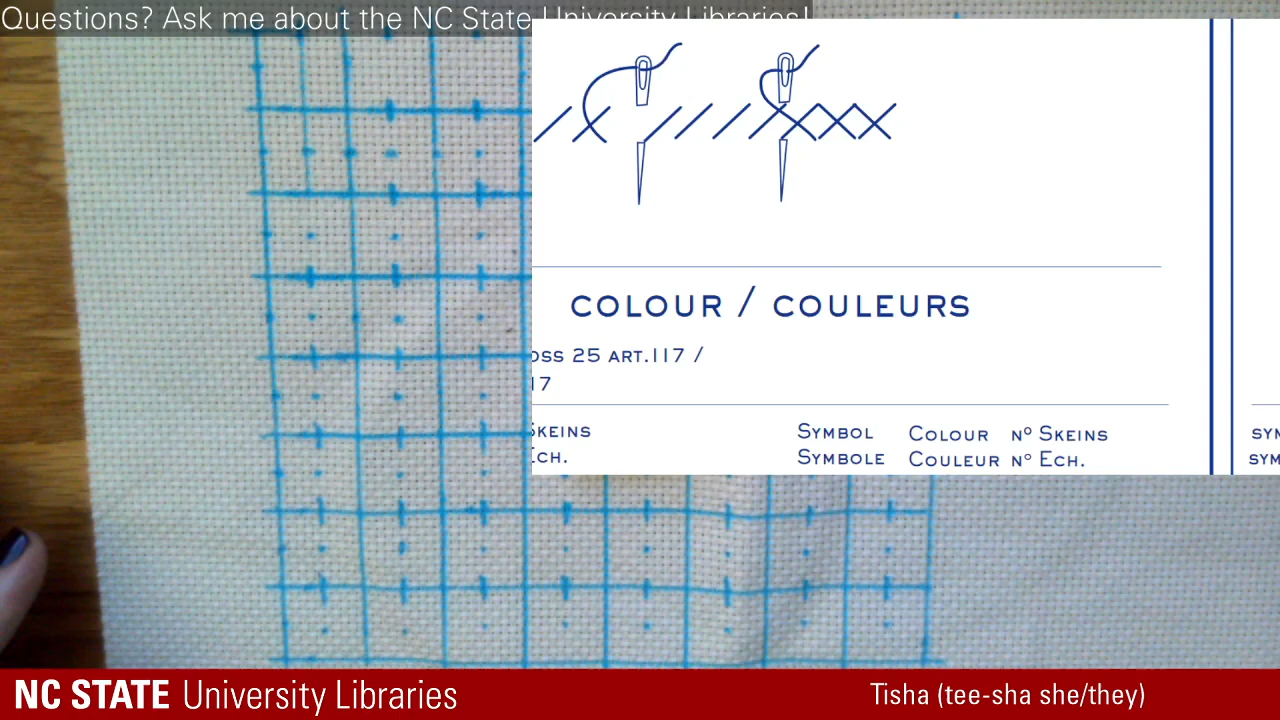 Questions? Ask me about the NC State University Libraries!
COLOUR / COULEURS
OSS 25 ART.117 /
17
SKEINS
ECH.
SYMBOL COLOUR Nº SKEINS
SYMBOLE COULEUR Nº ECH.
SYM
SYM
NC STATE University Libraries
Tisha (tee-sha she/they)